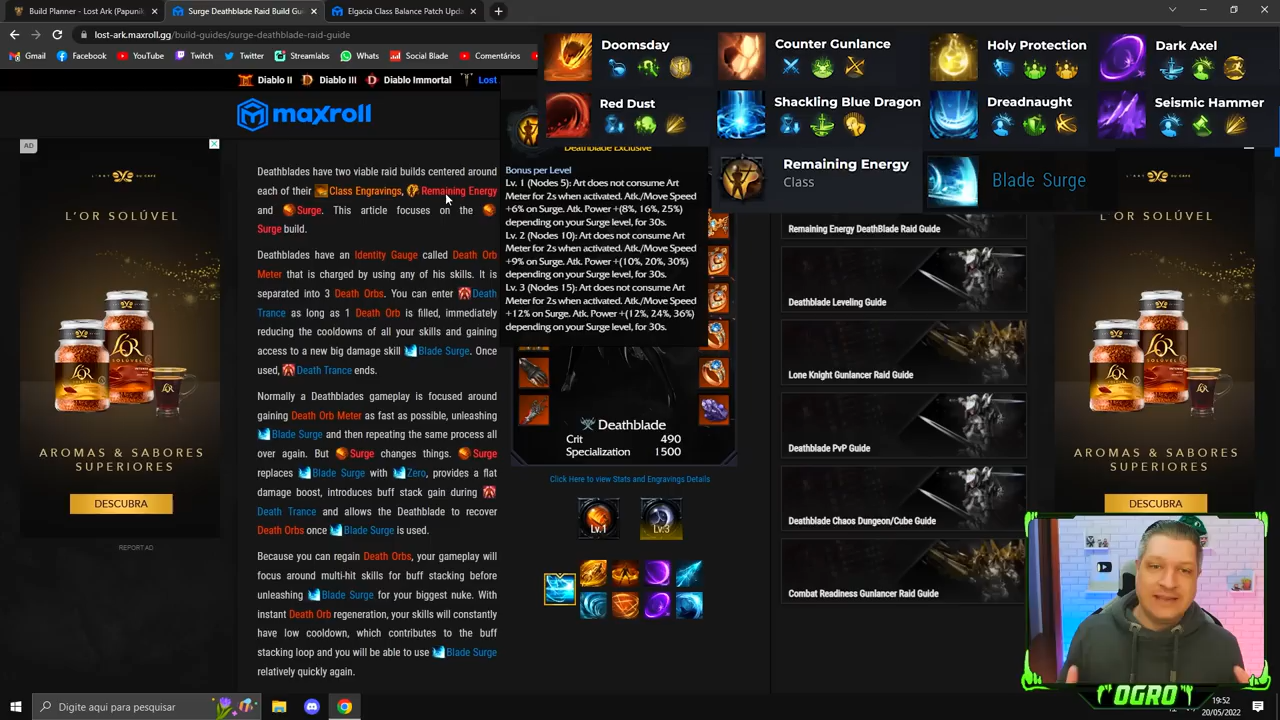 Build Planner - Lost Ark (Papunik
Surge Deathblade Raid Build Guide
Elgacia Class Balance Patch Upda
lost-ark.maxroll.gg/build-guides/surge-deathblade-raid-guide
Gmail
Facebook
YouTube
Twitch
Twitter
Streamlabs
Whats
Social Blade
Comentários
Diablo II
Diablo III
Diablo Immortal
Lost
maxroll
Doomsday
Counter Gunlance
Holy Protection
Dark Axel
Red Dust
Shackling Blue Dragon
Dreadnaught
Seismic Hammer
Remaining Energy
Class
Blade Surge
AD
L'OR SOLÚVEL
AROMAS & SABORES
SUPERIORES
DESCUBRA
REPORT AD
Deathblades have two viable raid builds centered around
each of their Class Engravings, Remaining Energy
and Surge. This article focuses on the
Surge build.
Deathblades have an Identity Gauge called Death Orb
Meter that is charged by using any of his skills. It is
separated into 3 Death Orbs. You can enter Death
Trance as long as 1 Death Orb is filled, immediately
reducing the cooldowns of all your skills and gaining
access to a new big damage skill Blade Surge. Once
used, Death Trance ends.
Normally a Deathblades gameplay is focused around
gaining Death Orb Meter as fast as possible, unleashing
Blade Surge and then repeating the same process all
over again. But Surge changes things. Surge
replaces Blade Surge with Zero, provides a flat
damage boost, introduces buff stack gain during
Death Trance and allows the Deathblade to recover
Death Orbs once Blade Surge is used.
Because you can regain Death Orbs, your gameplay will
focus around multi-hit skills for buff stacking before
unleashing Blade Surge for your biggest nuke. With
instant Death Orb regeneration, your skills will constantly
have low cooldown, which contributes to the buff
stacking loop and you will be able to use Blade Surge
relatively quickly again.
Deathblade Exclusive
Bonus per Level
Lv. 1 (Nodes 5): Art does not consume Art
Meter for 2s when activated. Atk./Move Speed
+6% on Surge. Atk. Power +(8%, 16%, 25%)
depending on your Surge level, for 30s.
Lv. 2 (Nodes 10): Art does not consume Art
Meter for 2s when activated. Atk./Move Speed
+9% on Surge. Atk. Power +(10%, 20%, 30%)
depending on your Surge level, for 30s.
Lv. 3 (Nodes 15): Art does not consume Art
Meter for 2s when activated. Atk./Move Speed
+12% on Surge. Atk. Power +(12%, 24%, 36%)
depending on your Surge level, for 30s.
Deathblade
Crit 490
Specialization 1500
Click Here to view Stats and Engravings Details
Lv.1
Lv.3
Remaining Energy DeathBlade Raid Guide
Deathblade Leveling Guide
Lone Knight Gunlancer Raid Guide
Deathblade PvP Guide
Deathblade Chaos Dungeon/Cube Guide
Combat Readiness Gunlancer Raid Guide
L'OR SOLÚVEL
AROMAS & SABORES
SUPERIORES
DESCUBRA
OGRO
Digite aqui para pesquisar
19:52
20/05/2022